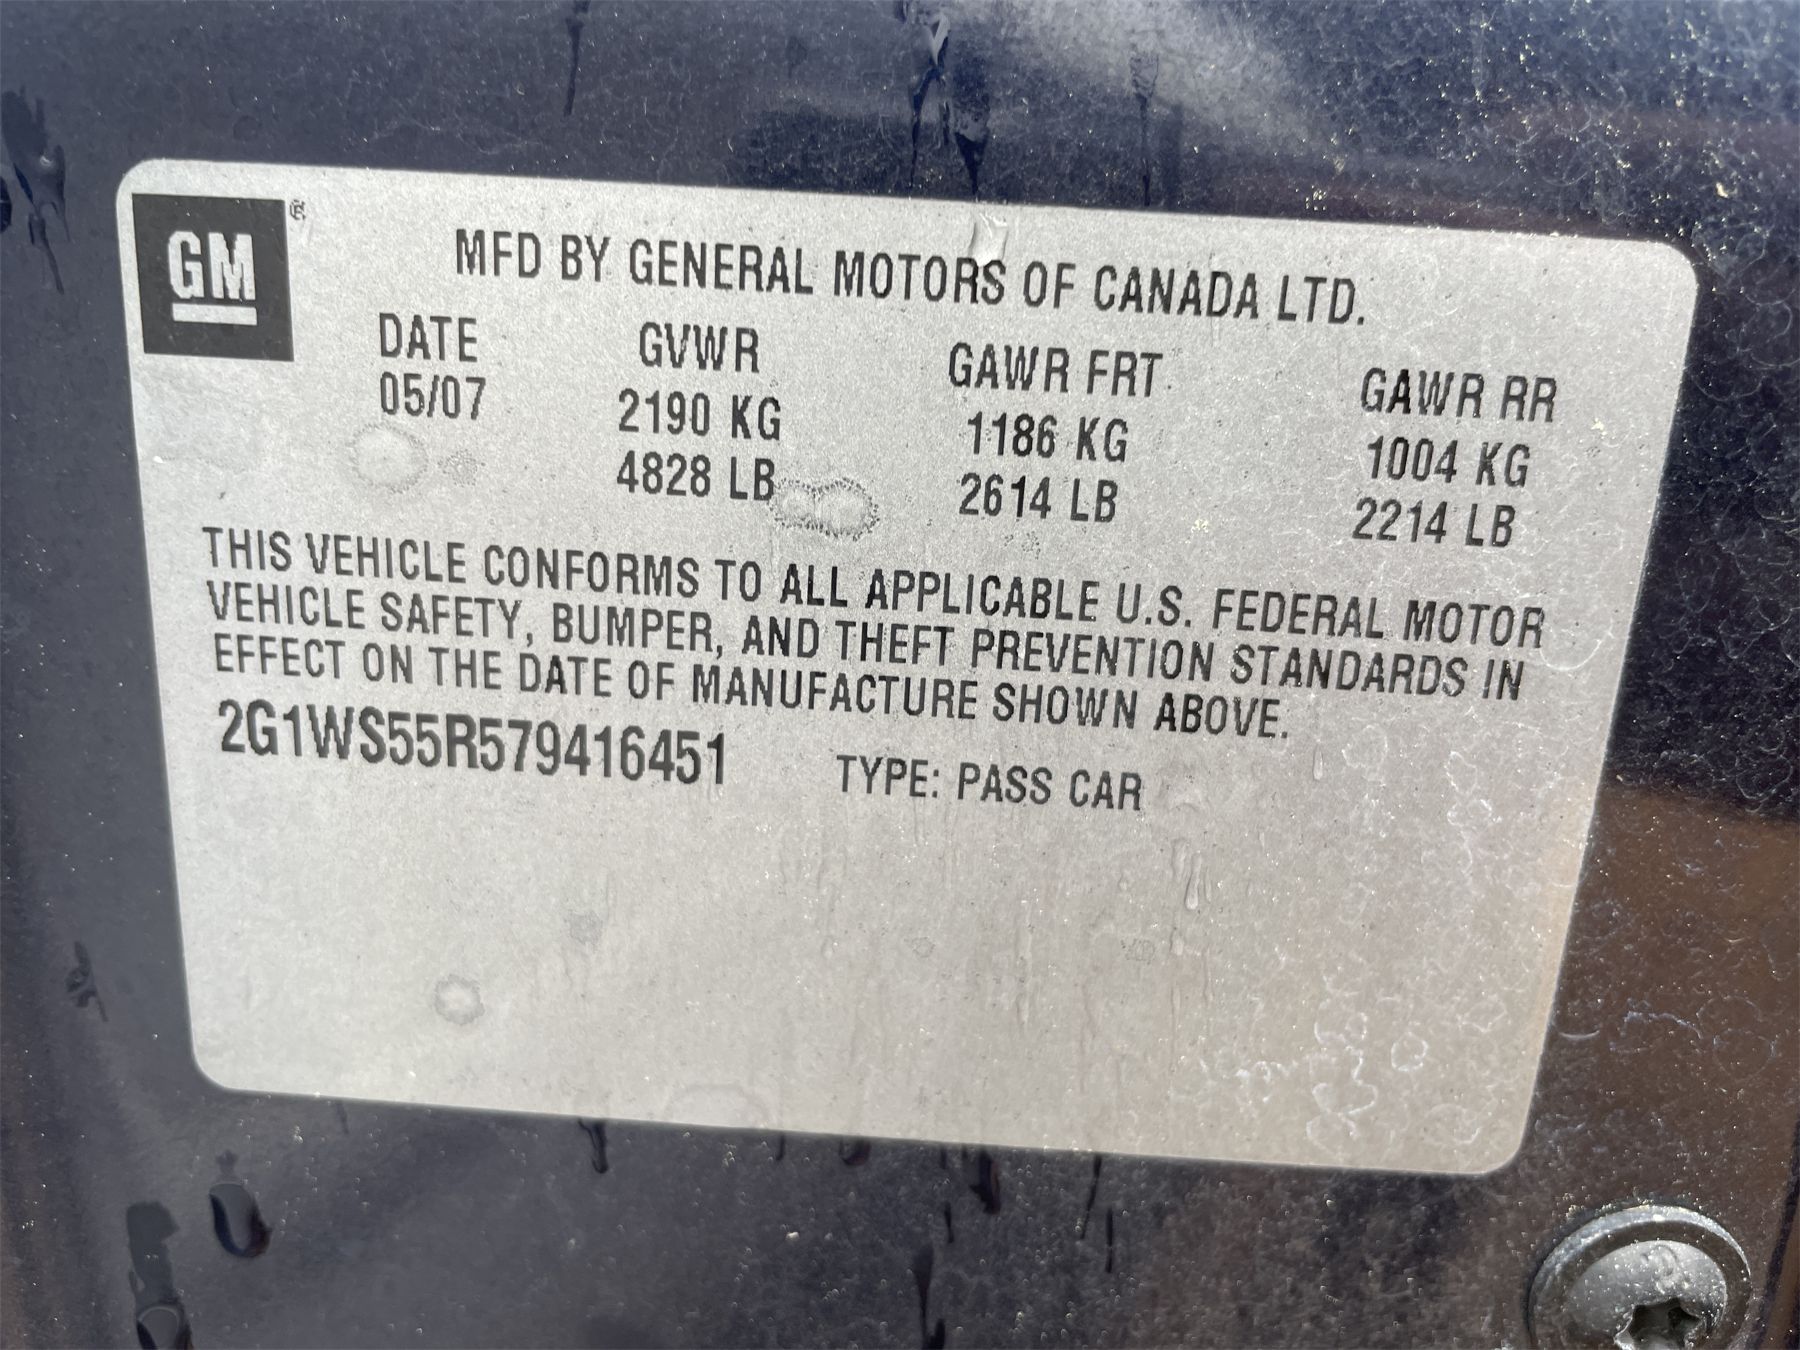 GM ®
MFD BY GENERAL MOTORS OF CANADA LTD.
DATE GVWR GAWR FRT GAWR RR
05/07 2190 KG 1186 KG 1004 KG
4828 LB 2614 LB 2214 LB
THIS VEHICLE CONFORMS TO ALL APPLICABLE U.S. FEDERAL MOTOR
VEHICLE SAFETY, BUMPER, AND THEFT PREVENTION STANDARDS IN
EFFECT ON THE DATE OF MANUFACTURE SHOWN ABOVE.
2G1WS55R579416451 TYPE: PASS CAR